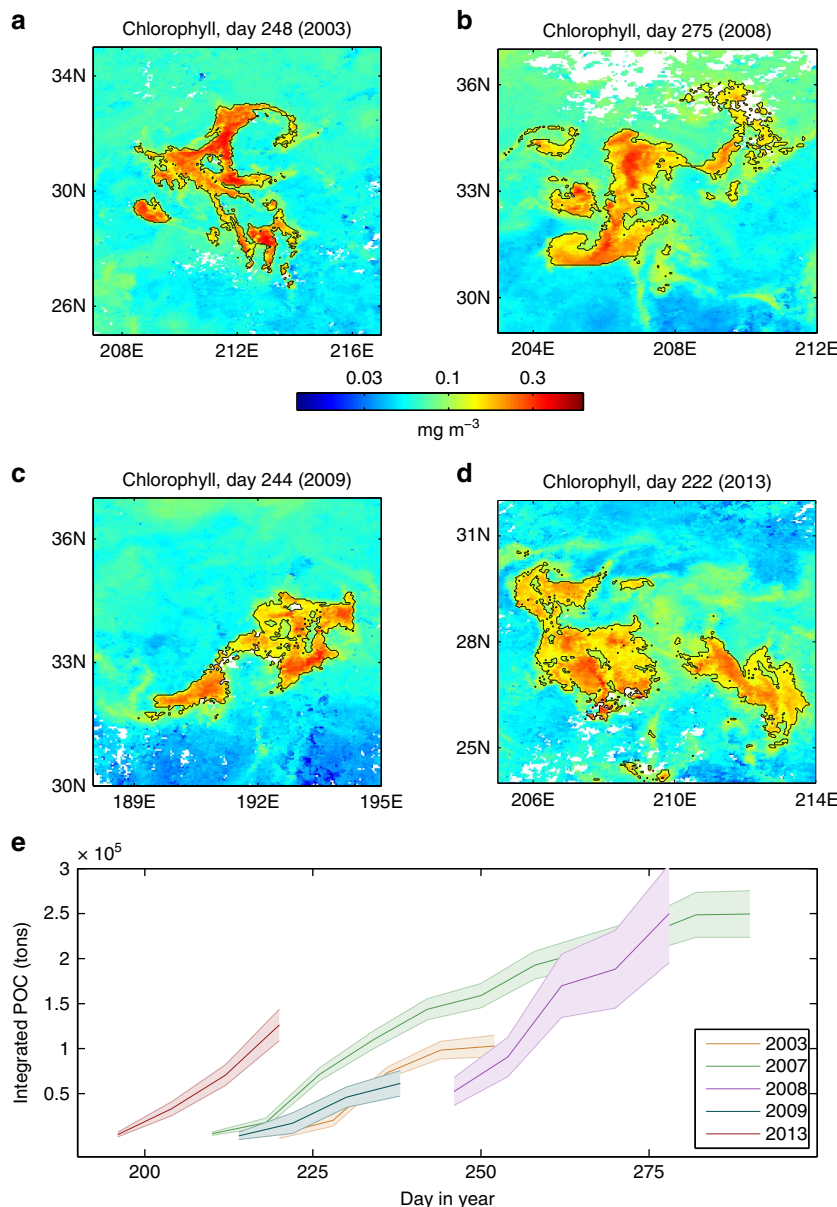 a
Chlorophyll, day 248 (2003)
34N
30N
26N
208E 212E 216E
b
Chlorophyll, day 275 (2008)
36N
33N
30N
204E 208E 212E
0.03 0.1 0.3
mg m⁻³
c
Chlorophyll, day 244 (2009)
36N
33N
30N
189E 192E 195E
d
Chlorophyll, day 222 (2013)
31N
28N
25N
206E 210E 214E
e
× 10⁵
3
2.5
2
1
0.5
Integrated POC (tons)
200 225 250 275
Day in year
2003
2007
2008
2009
2013